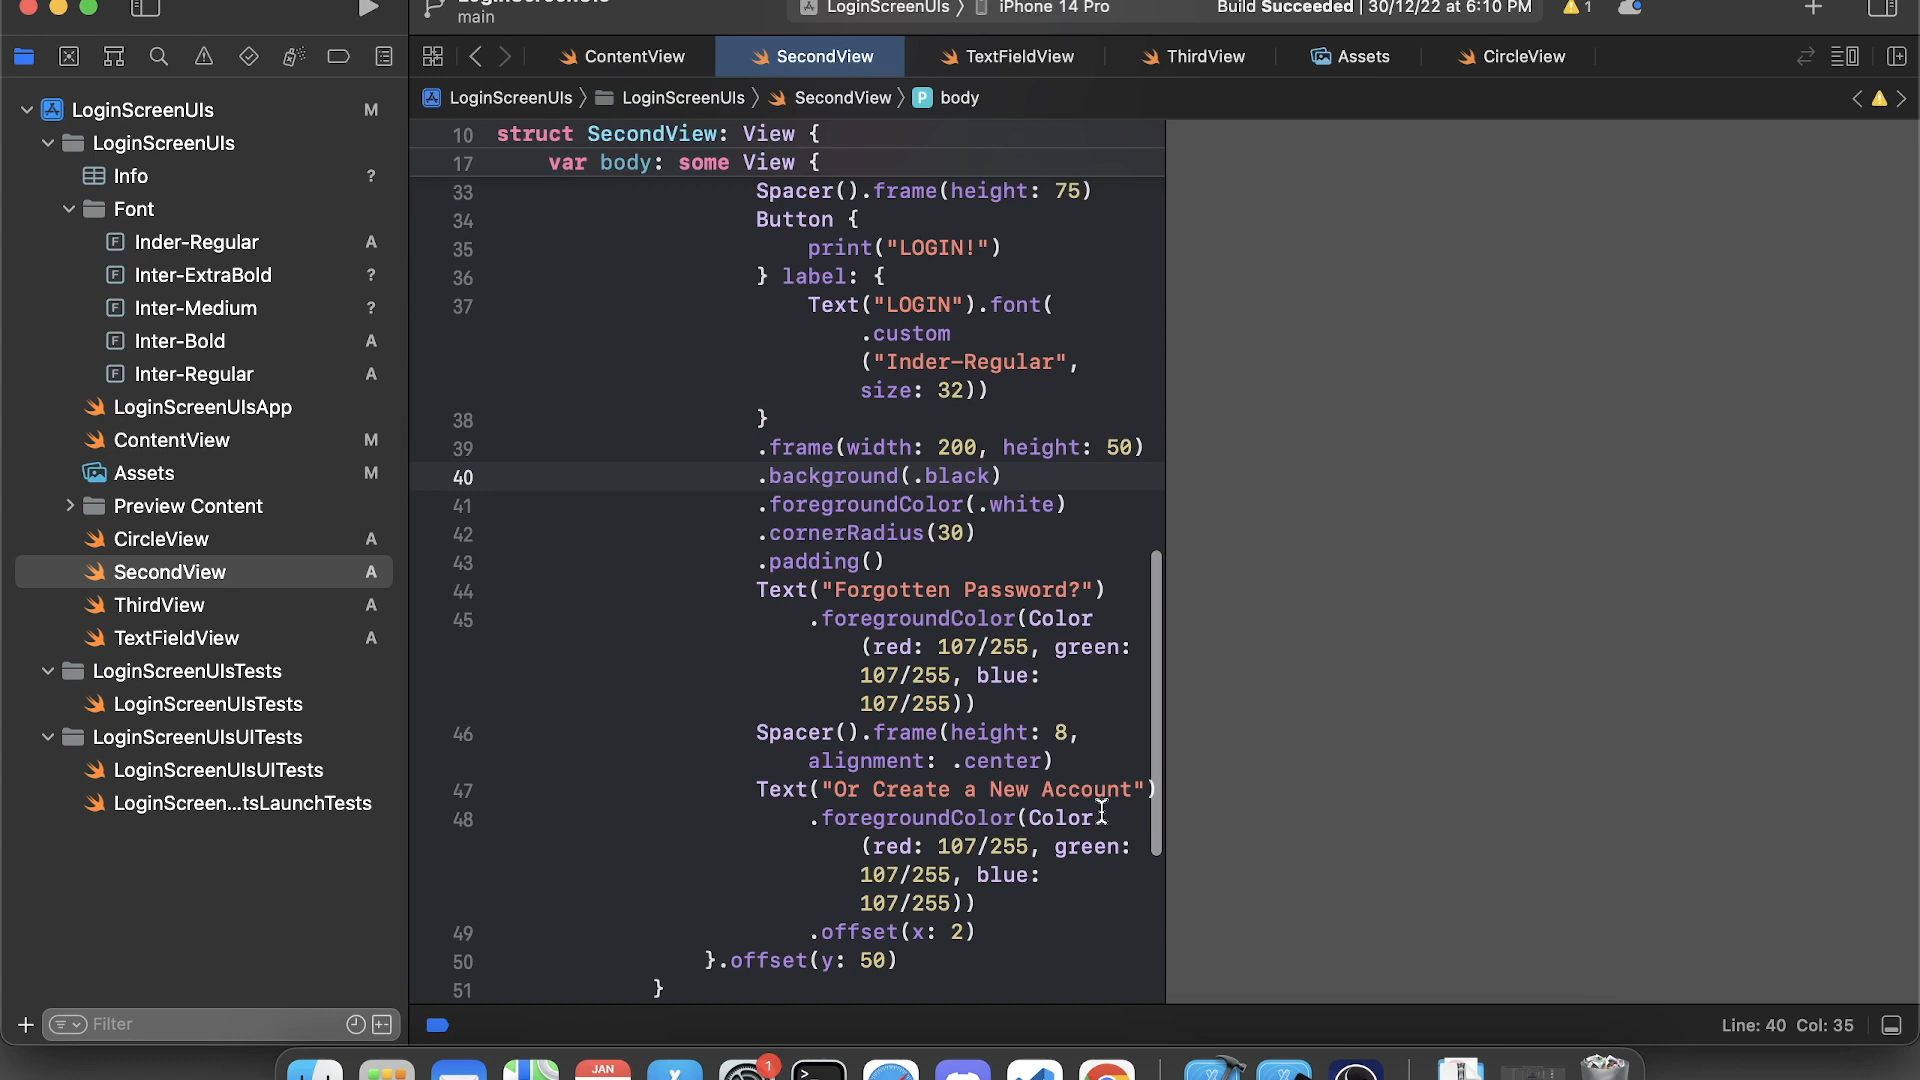 main
LoginScreenUIs 〉 iPhone 14 Pro
Build Succeeded | 30/12/22 at 6:10 PM
1
ContentView
SecondView
TextFieldView
ThirdView
Assets
CircleView
LoginScreenUIs 〉 LoginScreenUIs 〉 SecondView 〉 P body
LoginScreenUIs M
LoginScreenUIs
Info ?
Font
Inder-Regular A
Inter-ExtraBold ?
Inter-Medium ?
Inter-Bold A
Inter-Regular A
LoginScreenUIsApp
ContentView M
Assets M
Preview Content
CircleView A
SecondView A
ThirdView A
TextFieldView A
LoginScreenUIsTests
LoginScreenUIsTests
LoginScreenUIsUITests
LoginScreenUIsUITests
LoginScreen...tsLaunchTests
Filter
10 struct SecondView: View {
17 var body: some View {
33 Spacer().frame(height: 75)
34 Button {
35 print("LOGIN!")
36 } label: {
37 Text("LOGIN").font(
.custom
("Inder-Regular",
size: 32))
38 }
39 .frame(width: 200, height: 50)
40 .background(.black)
41 .foregroundColor(.white)
42 .cornerRadius(30)
43 .padding()
44 Text("Forgotten Password?")
45 .foregroundColor(Color
(red: 107/255, green:
107/255, blue:
107/255))
46 Spacer().frame(height: 8,
alignment: .center)
47 Text("Or Create a New Account")
48 .foregroundColor(Color
(red: 107/255, green:
107/255, blue:
107/255))
49 .offset(x: 2)
50 }.offset(y: 50)
51 }
Line: 40 Col: 35
JAN
1